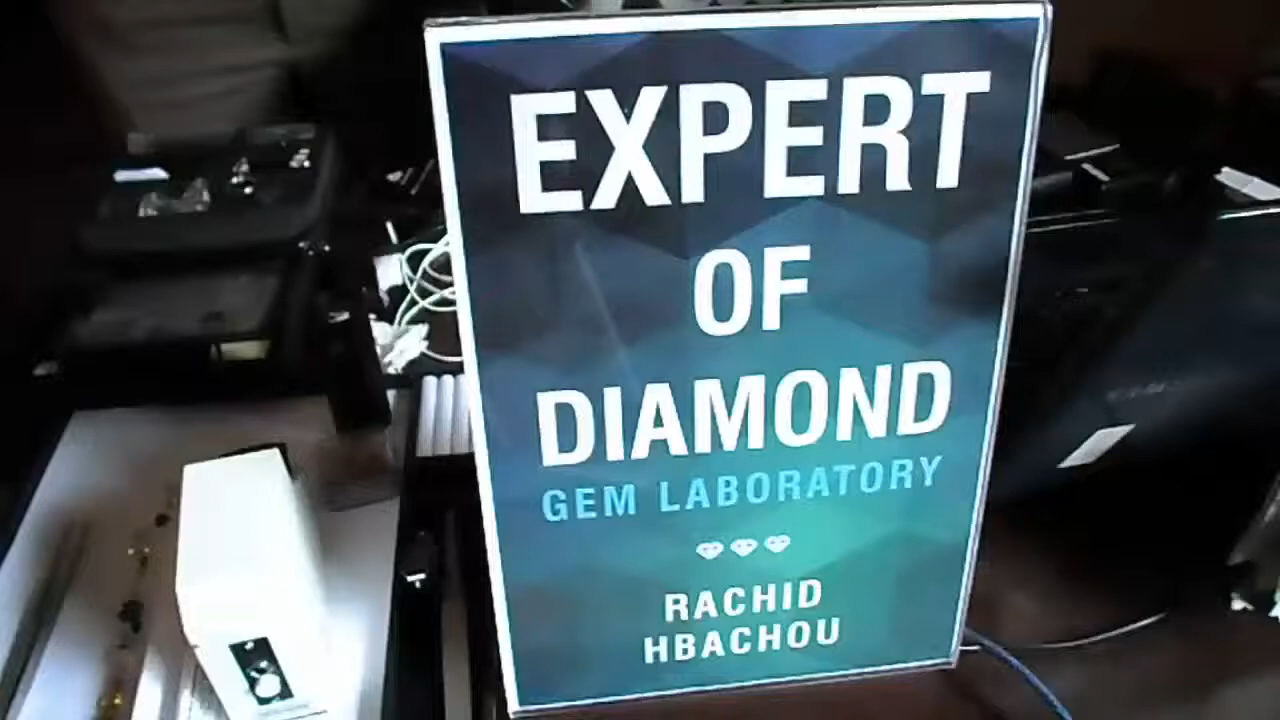 EXPERT
OF
DIAMOND
GEM LABORATORY
RACHID
HBACHOU